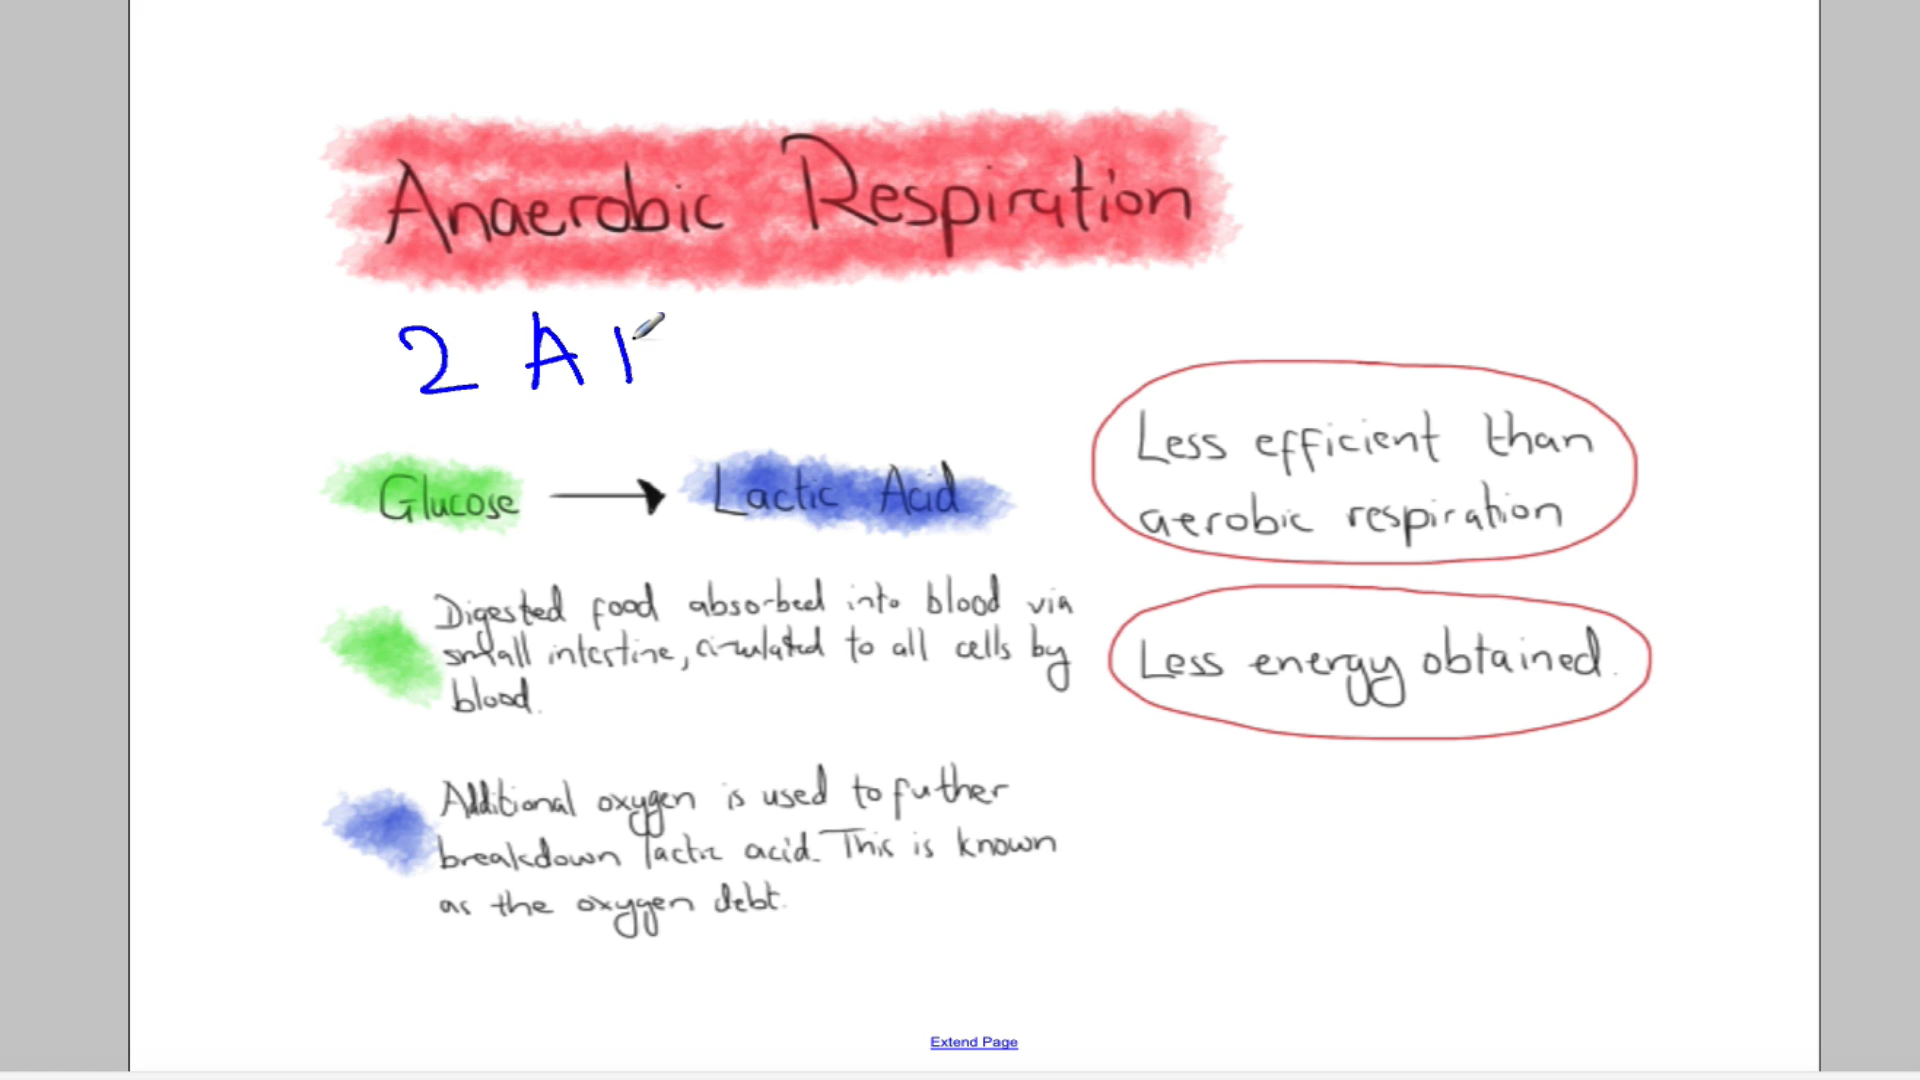 Anaerobic Respiration
2 A
Glucose → Lactic Acid
Less efficient than
aerobic respiration
Digested food absorbed into blood via
small intestine, circulated to all cells by
blood.
Less energy obtained.
Additional oxygen is used to futher
breakdown lactic acid. This is known
as the oxygen debt.
Extend Page